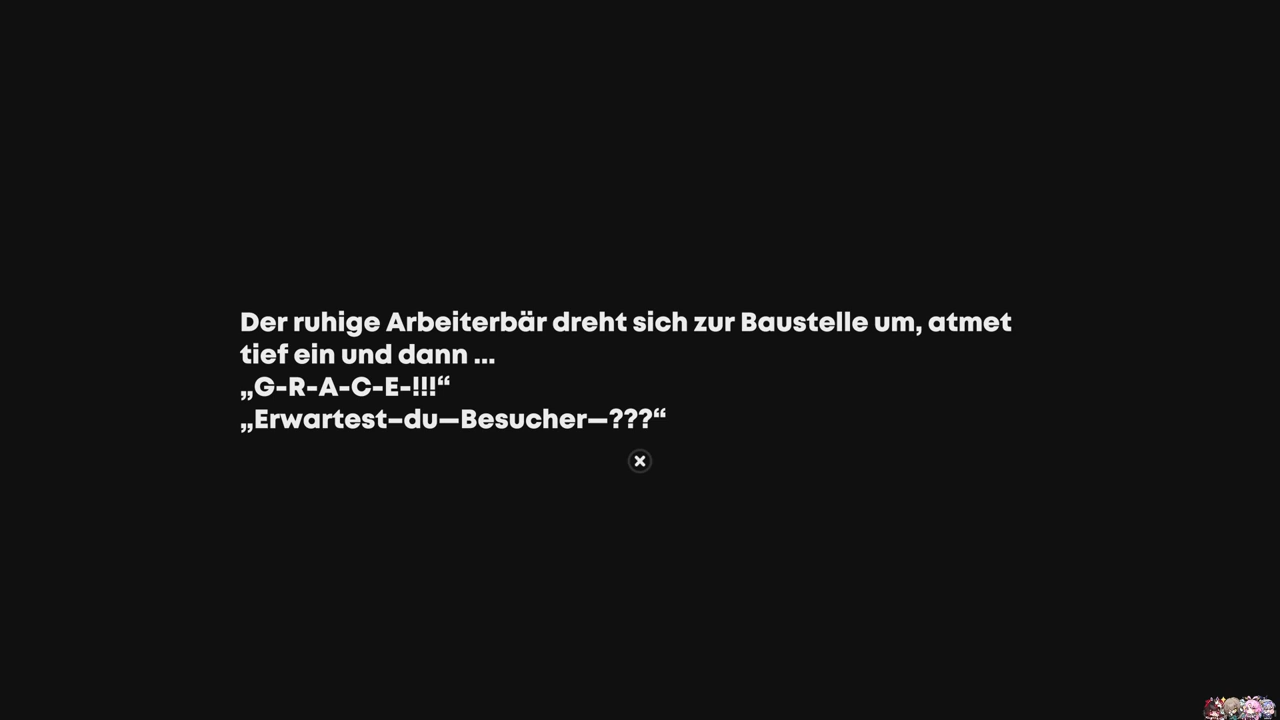 Der ruhige Arbeiterbär dreht sich zur Baustelle um, atmet
tief ein und dann ...
„G-R-A-C-E-!!!“
„Erwartest–du—Besucher—???“